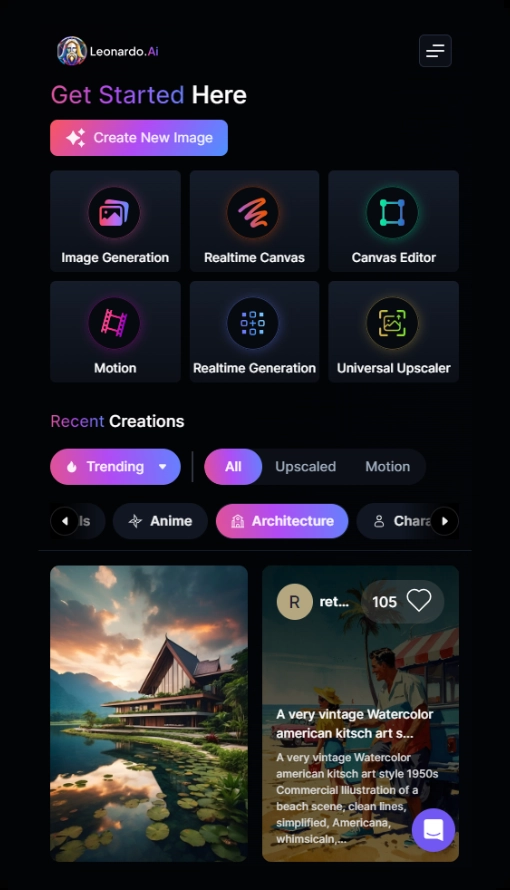 Leonardo.Ai
Get Started Here
Create New Image
Image Generation
Realtime Canvas
Canvas Editor
Motion
Realtime Generation
Universal Upscaler
Recent Creations
Trending
All
Upscaled
Motion
ls
Anime
Architecture
Chara
R
ret...
105
A very vintage Watercolor
american kitsch art s...
A very vintage Watercolor
american kitsch art style 1950s
Commercial Illustration of a
beach scene, clean lines,
simplified, Americana,
whimsicaln,...